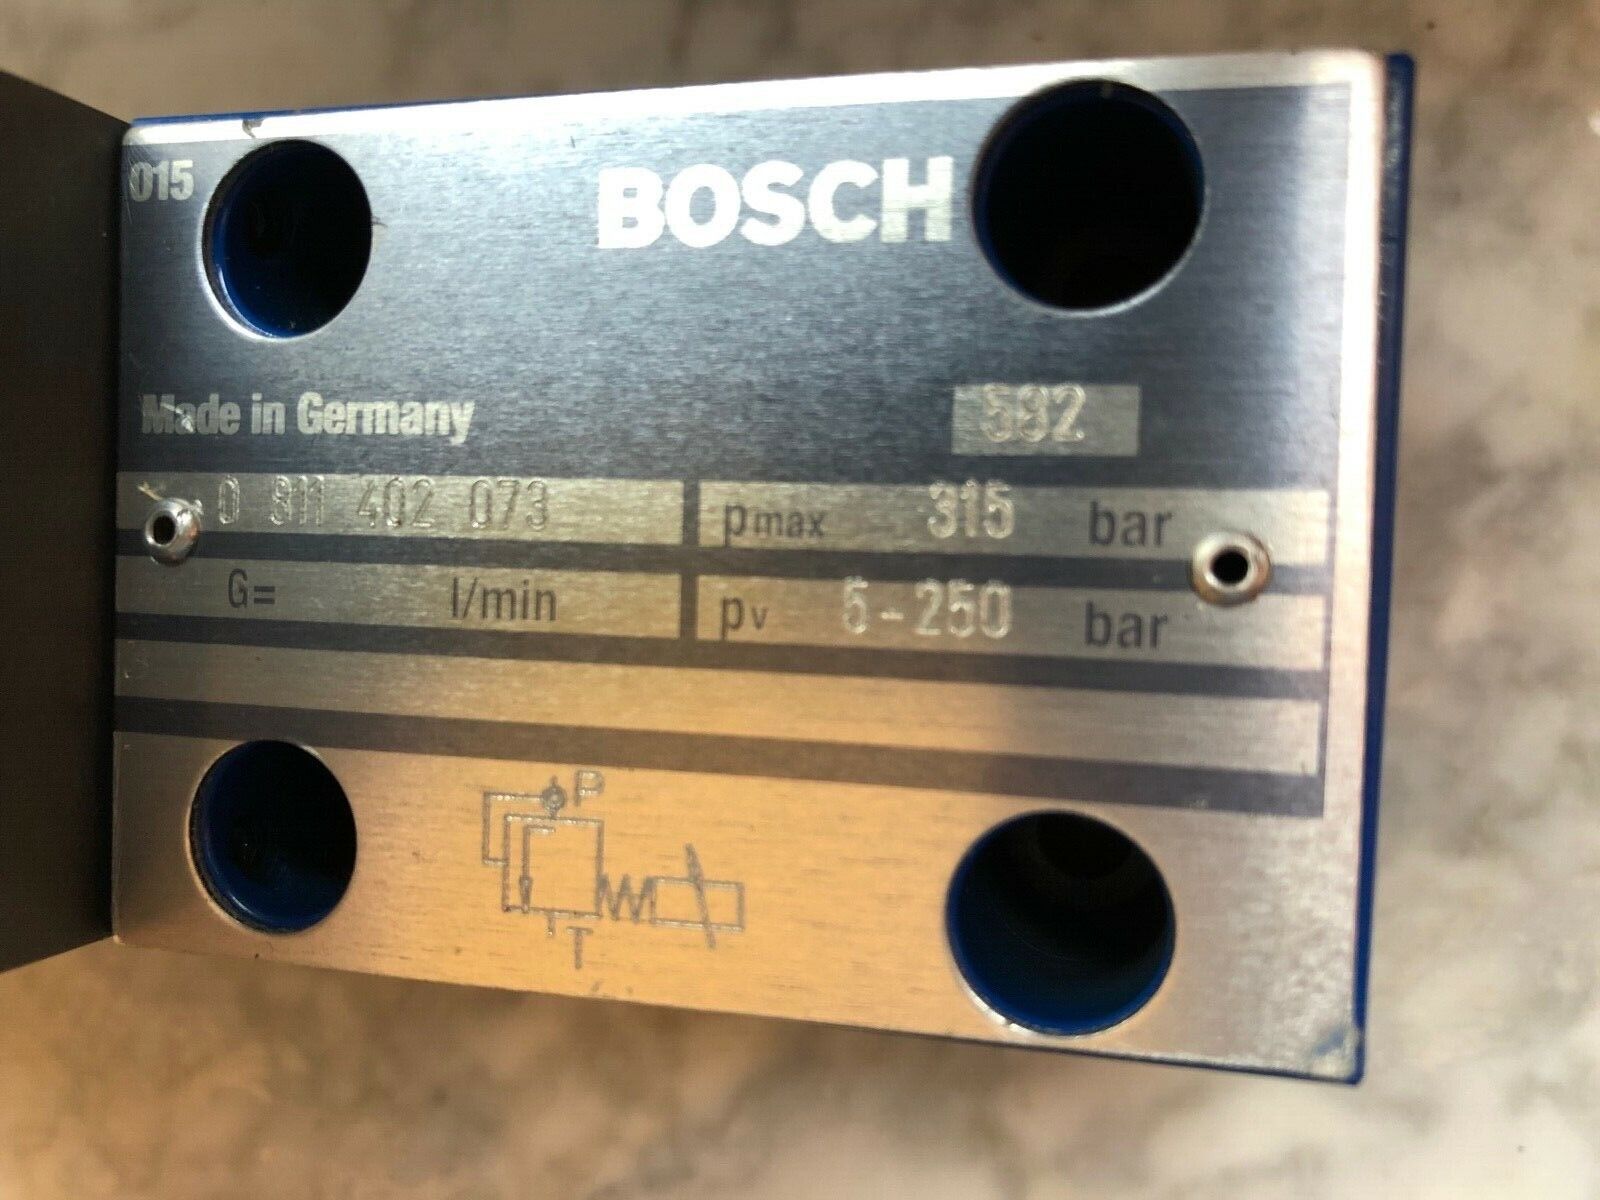 015
BOSCH
Made in Germany
592
0 811 402 073
pmax 315 bar
G= l/min
pv 5-250 bar
P
T